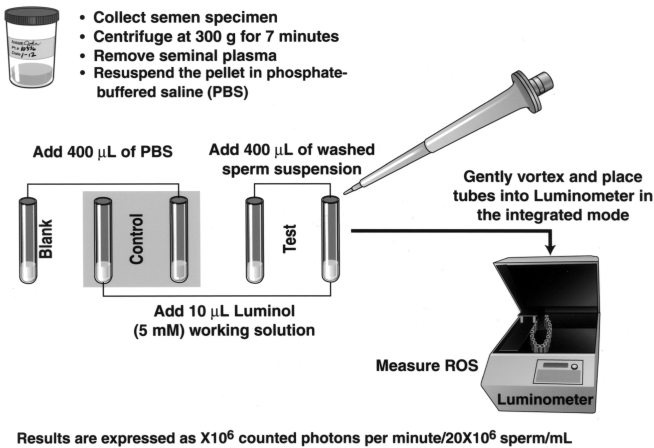 • Collect semen specimen
• Centrifuge at 300 g for 7 minutes
• Remove seminal plasma
• Resuspend the pellet in phosphate-
buffered saline (PBS)
Add 400 μL of PBS
Add 400 μL of washed
sperm suspension
Gently vortex and place
tubes into Luminometer in
the integrated mode
Blank
Control
Test
Add 10 μL Luminol
(5 mM) working solution
Measure ROS
Luminometer
Results are expressed as X10⁶ counted photons per minute/20X10⁶ sperm/mL